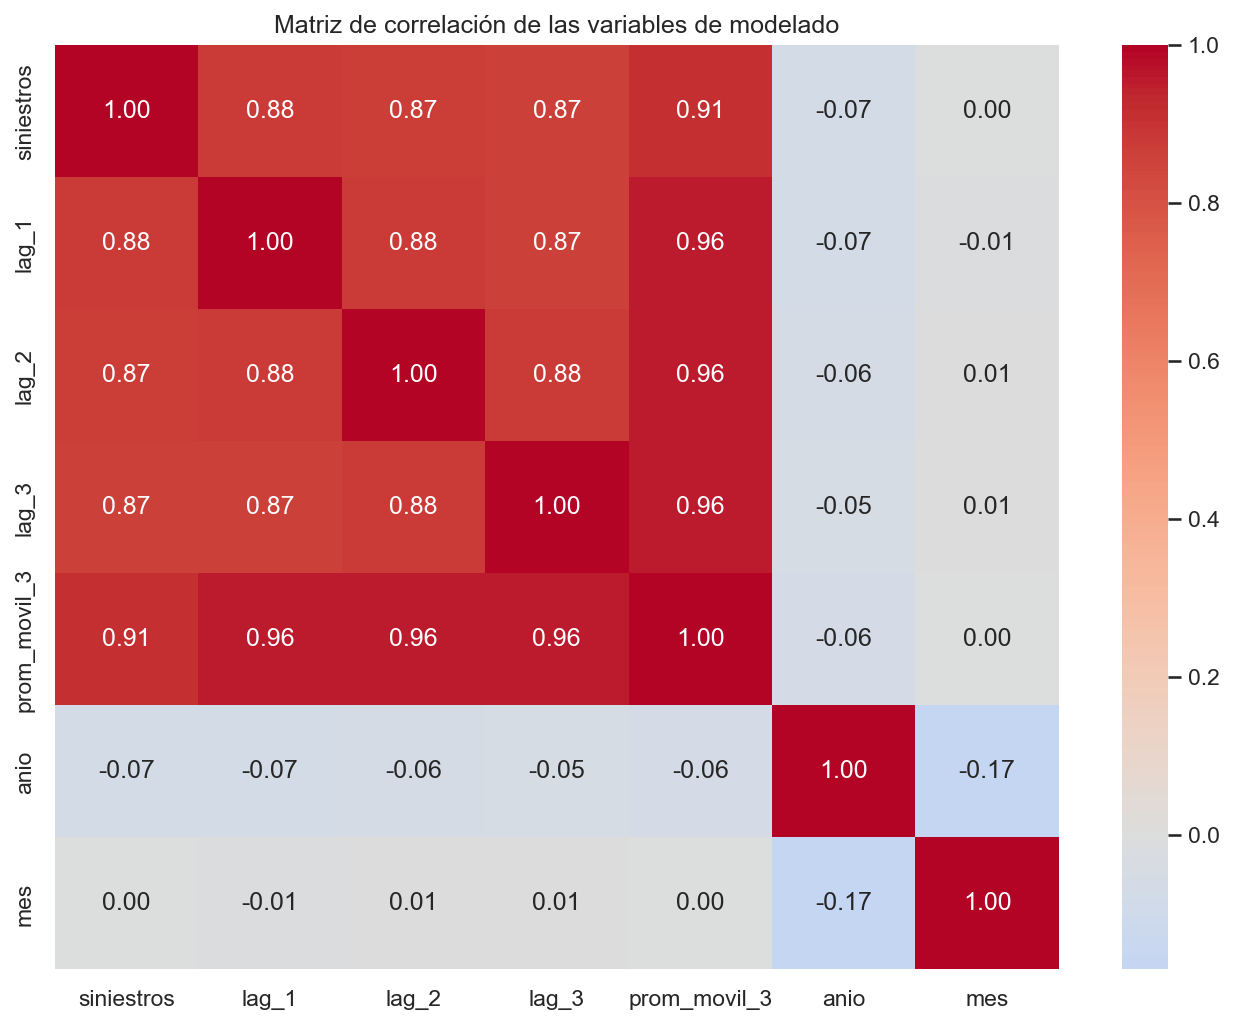 Matriz de correlación de las variables de modelado
siniestros 1.00 0.88 0.87 0.87 0.91 -0.07 0.00
lag_1 0.88 1.00 0.88 0.87 0.96 -0.07 -0.01
lag_2 0.87 0.88 1.00 0.88 0.96 -0.06 0.01
lag_3 0.87 0.87 0.88 1.00 0.96 -0.05 0.01
prom_movil_3 0.91 0.96 0.96 0.96 1.00 -0.06 0.00
anio -0.07 -0.07 -0.06 -0.05 -0.06 1.00 -0.17
mes 0.00 -0.01 0.01 0.01 0.00 -0.17 1.00
siniestros lag_1 lag_2 lag_3 prom_movil_3 anio mes
1.0
0.8
0.6
0.4
0.2
0.0